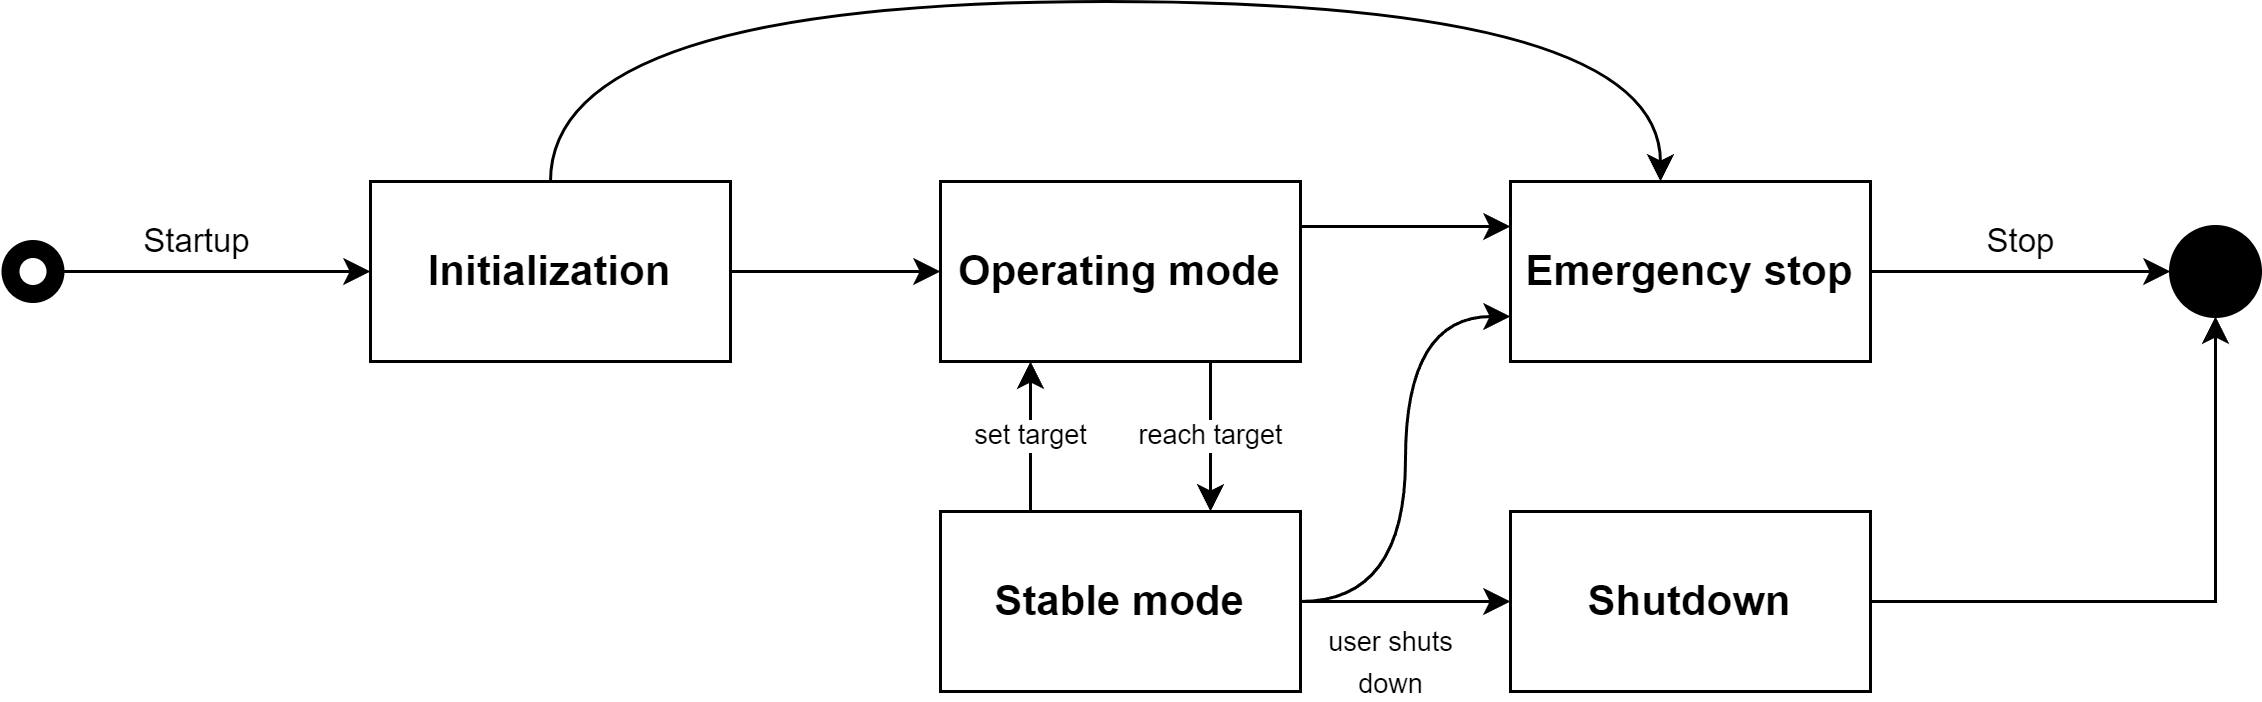 Startup
Initialization
Operating mode
Emergency stop
Stop
set target
reach target
Stable mode
user shuts
down
Shutdown